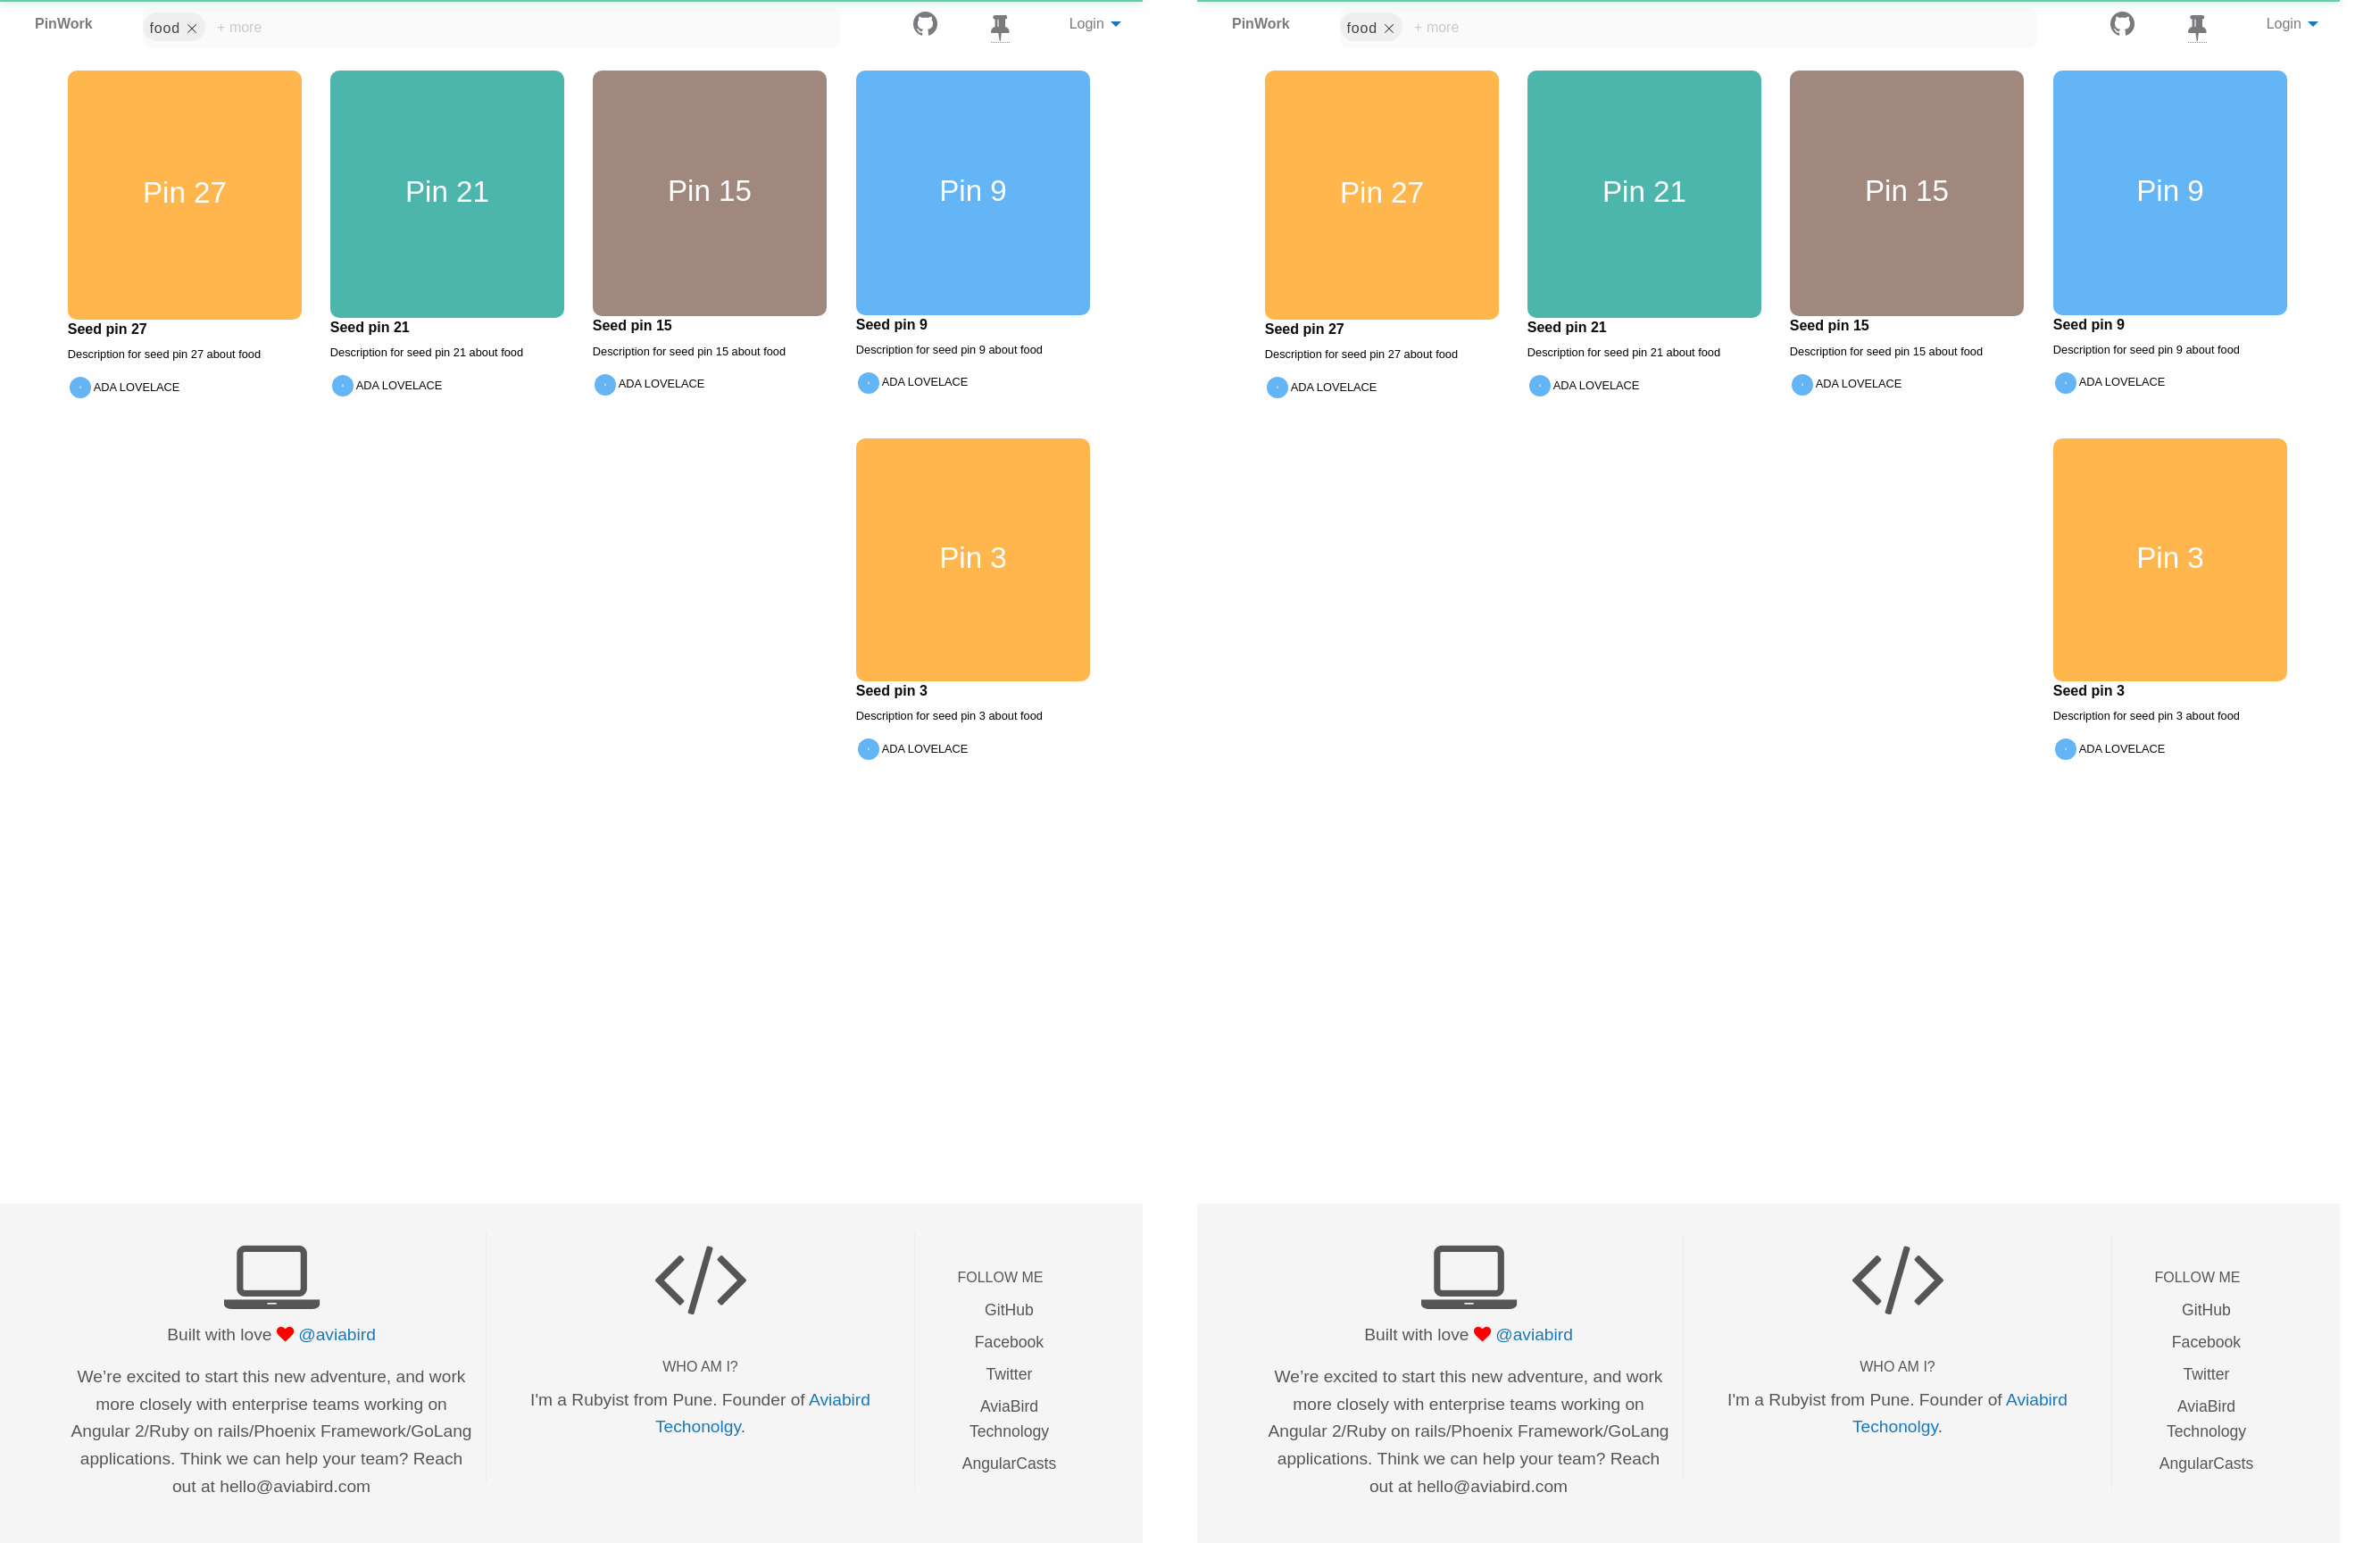 PinWork
food
+ more
Login
Pin 27
Pin 21
Pin 15
Pin 9
Seed pin 27
Seed pin 21
Seed pin 15
Seed pin 9
Description for seed pin 27 about food
Description for seed pin 21 about food
Description for seed pin 15 about food
Description for seed pin 9 about food
ADA LOVELACE
ADA LOVELACE
ADA LOVELACE
ADA LOVELACE
Pin 3
Seed pin 3
Description for seed pin 3 about food
ADA LOVELACE
Built with love @aviabird
We're excited to start this new adventure, and work
more closely with enterprise teams working on
Angular 2/Ruby on rails/Phoenix Framework/GoLang
applications. Think we can help your team? Reach
out at hello@aviabird.com
WHO AM I?
I'm a Rubyist from Pune. Founder of Aviabird
Techonolgy.
FOLLOW ME
GitHub
Facebook
Twitter
AviaBird
Technology
AngularCasts
PinWork
food
+ more
Login
Pin 27
Pin 21
Pin 15
Pin 9
Seed pin 27
Seed pin 21
Seed pin 15
Seed pin 9
Description for seed pin 27 about food
Description for seed pin 21 about food
Description for seed pin 15 about food
Description for seed pin 9 about food
ADA LOVELACE
ADA LOVELACE
ADA LOVELACE
ADA LOVELACE
Pin 3
Seed pin 3
Description for seed pin 3 about food
ADA LOVELACE
Built with love @aviabird
We're excited to start this new adventure, and work
more closely with enterprise teams working on
Angular 2/Ruby on rails/Phoenix Framework/GoLang
applications. Think we can help your team? Reach
out at hello@aviabird.com
WHO AM I?
I'm a Rubyist from Pune. Founder of Aviabird
Techonolgy.
FOLLOW ME
GitHub
Facebook
Twitter
AviaBird
Technology
AngularCasts